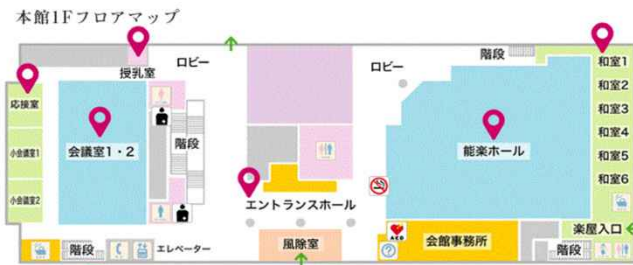 本館1Fフロアマップ
ロビー
授乳室
応接室
会議室1・2
小会議室1
小会議室2
階段
階段
エレベーター
エントランスホール
風除室
ロビー
階段
能楽ホール
AED
会館事務所
和室1
和室2
和室3
和室4
和室5
和室6
楽屋入口
階段